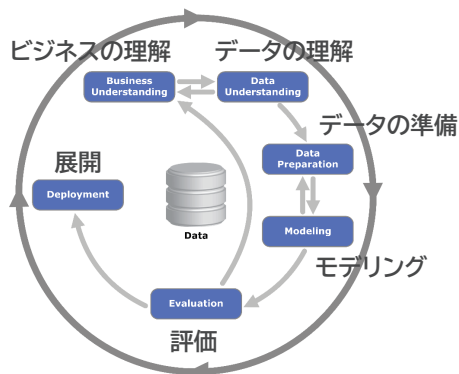 ビジネスの理解
データの理解
Business
Understanding
Data
Understanding
データの準備
Data
Preparation
展開
Deployment
Data
Modeling
モデリング
Evaluation
評価